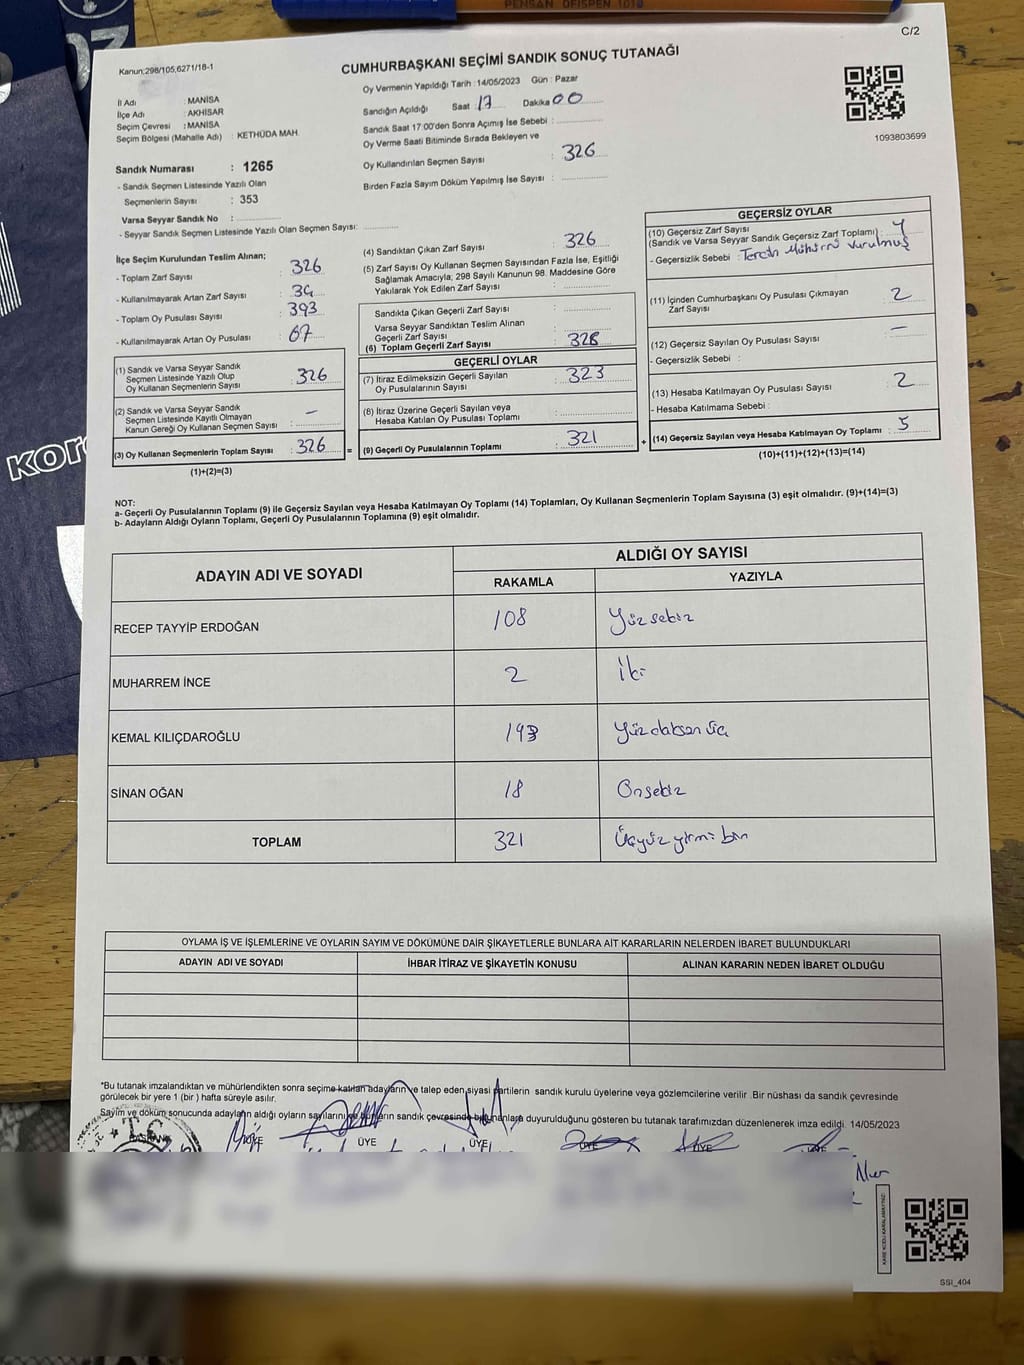 PENSAN OFISPEN 1010
C/2
Kanun;298/105,6271/18-1
CUMHURBAŞKANI SEÇİMİ SANDIK SONUÇ TUTANAĞI
Oy Vermenin Yapıldığı Tarih : 14/05/2023 Gün : Pazar
İl Adı : MANİSA
İlçe Adı : AKHİSAR
Seçim Çevresi : MANİSA
Seçim Bölgesi (Mahalle Adı) : KETHÜDA MAH.
Sandığın Açıldığı Saat 17 Dakika 00
Sandık Saat 17:00'den Sonra Açımış İse Sebebi :
Oy Verme Saati Bitiminde Sırada Bekleyen ve
Oy Kullandırılan Seçmen Sayısı : 326
Birden Fazla Sayım Döküm Yapılmış İse Sayısı :
1093803699
Sandık Numarası : 1265
- Sandık Seçmen Listesinde Yazılı Olan
Seçmenlerin Sayısı : 353
Varsa Seyyar Sandık No :
- Seyyar Sandık Seçmen Listesinde Yazılı Olan Seçmen Sayısı:
İlçe Seçim Kurulundan Teslim Alınan;
- Toplam Zarf Sayısı : 326
- Kullanılmayarak Artan Zarf Sayısı :
- Toplam Oy Pusulası Sayısı : 393
- Kullanılmayarak Artan Oy Pusulası : 67
(1) Sandık ve Varsa Seyyar Sandık
Seçmen Listesinde Yazılı Olup
Oy Kullanan Seçmenlerin Sayısı : 326
(2) Sandık ve Varsa Seyyar Sandık
Seçmen Listesinde Kayıtlı Olmayan
Kanun Gereği Oy Kullanan Seçmen Sayısı : –
(3) Oy Kullanan Seçmenlerin Toplam Sayısı : 326 =
(1)+(2)=(3)
(4) Sandıktan Çıkan Zarf Sayısı : 326
(5) Zarf Sayısı Oy Kullanan Seçmen Sayısından Fazla İse, Eşitliği
Sağlamak Amacıyla, 298 Sayılı Kanunun 98. Maddesine Göre
Yakılarak Yok Edilen Zarf Sayısı :
Sandıkta Çıkan Geçerli Zarf Sayısı :
Varsa Seyyar Sandıktan Teslim Alınan
Geçerli Zarf Sayısı :
(6) Toplam Geçerli Zarf Sayısı :
GEÇERLİ OYLAR
(7) İtiraz Edilmeksizin Geçerli Sayılan
Oy Pusulalarının Sayısı : 323
(8) İtiraz Üzerine Geçerli Sayılan veya
Hesaba Katılan Oy Pusulası Toplamı :
(9) Geçerli Oy Pusulalarının Toplamı : 321 +
GEÇERSİZ OYLAR
(10) Geçersiz Zarf Sayısı
(Sandık ve Varsa Seyyar Sandık Geçersiz Zarf Toplamı) :
- Geçersizlik Sebebi : Tercih Mührü vurulmuş
(11) İçinden Cumhurbaşkanı Oy Pusulası Çıkmayan
Zarf Sayısı : 2
(12) Geçersiz Sayılan Oy Pusulası Sayısı : –
- Geçersizlik Sebebi :
(13) Hesaba Katılmayan Oy Pusulası Sayısı : 2
- Hesaba Katılmama Sebebi :
(14) Geçersiz Sayılan veya Hesaba Katılmayan Oy Toplamı : 5
(10)+(11)+(12)+(13)=(14)
NOT:
a- Geçerli Oy Pusulalarının Toplamı (9) ile Geçersiz Sayılan veya Hesaba Katılmayan Oy Toplamı (14) Toplamları, Oy Kullanan Seçmenlerin Toplam Sayısına (3) eşit olmalıdır. (9)+(14)=(3)
b- Adayların Aldığı Oyların Toplamı, Geçerli Oy Pusulalarının Toplamına (9) eşit olmalıdır.
ADAYIN ADI VE SOYADI
ALDIĞI OY SAYISI
RAKAMLA YAZIYLA
RECEP TAYYİP ERDOĞAN 108 Yüzsekiz
MUHARREM İNCE 2 İki
KEMAL KILIÇDAROĞLU 193 Yüzdoksan üç
SİNAN OĞAN 18 Onsekiz
TOPLAM 321 Üçyüz yirmi bir
OYLAMA İŞ VE İŞLEMLERİNE VE OYLARIN SAYIM VE DÖKÜMÜNE DAİR ŞİKAYETLERLE BUNLARA AİT KARARLARIN NELERDEN İBARET BULUNDUKLARI
ADAYIN ADI VE SOYADI İHBAR İTİRAZ VE ŞİKAYETİN KONUSU ALINAN KARARIN NEDEN İBARET OLDUĞU
*Bu tutanak imzalandıktan ve mühürlendikten sonra seçime katılan adayların ve talep eden siyasi partilerin sandık kurulu üyelerine veya gözlemcilerine verilir .Bir nüshası da sandık çevresinde
görülecek bir yere 1 (bir ) hafta süreyle asılır.
Sayım ve döküm sonucunda adayların aldığı oyların sayılarını ve bunların sandık çevresinde bulunanlara duyurulduğunu gösteren bu tutanak tarafımızdan düzenlenerek imza edildi. 14/05/2023
T.C.
BAŞKAN ÜYE ÜYE ÜYE ÜYE ÜYE ÜYE
KARE KODU KARALAMAYINIZ
SSI_404